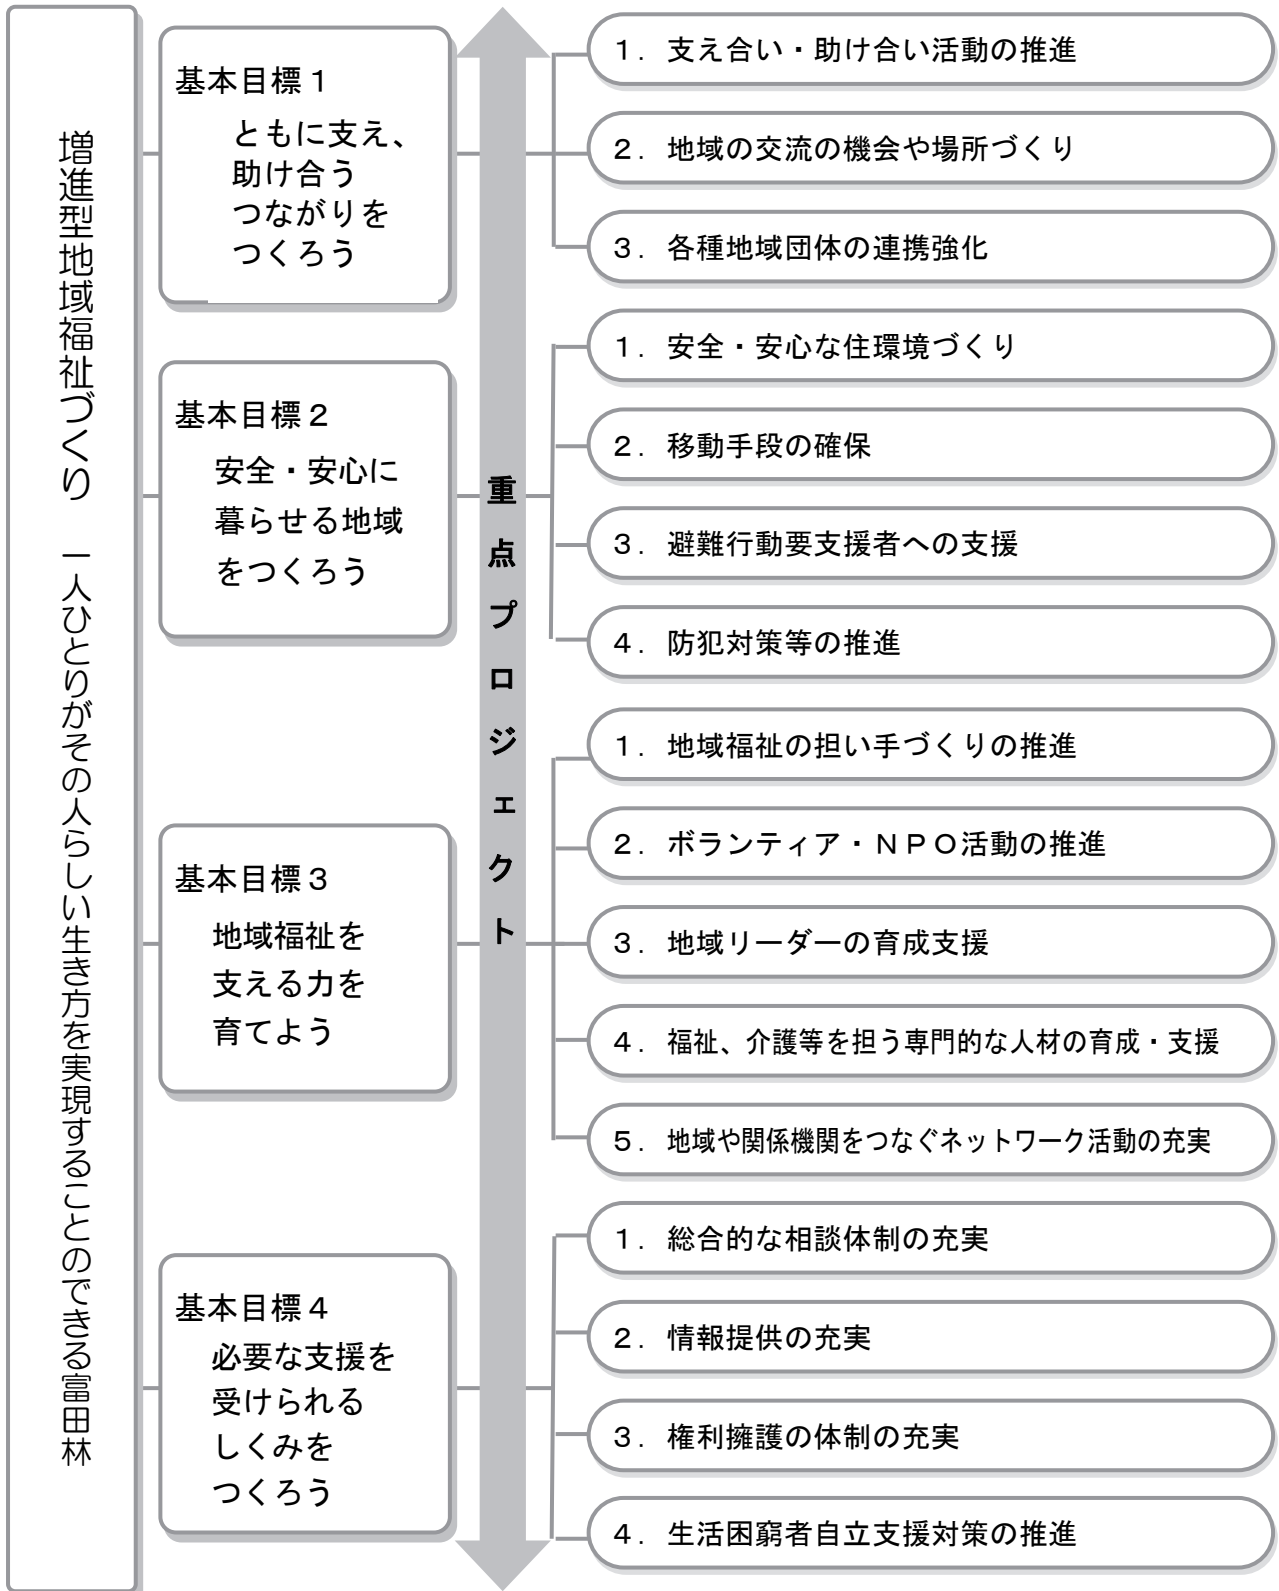 増進型地域福祉づくり　一人ひとりがその人らしい生き方を実現することのできる富田林
基本目標１
ともに支え、
助け合う
つながりを
つくろう
１．支え合い・助け合い活動の推進
２．地域の交流の機会や場所づくり
３．各種地域団体の連携強化
基本目標２
安全・安心に
暮らせる地域
をつくろう
１．安全・安心な住環境づくり
２．移動手段の確保
３．避難行動要支援者への支援
４．防犯対策等の推進
重点プロジェクト
基本目標３
地域福祉を
支える力を
育てよう
１．地域福祉の担い手づくりの推進
２．ボランティア・ＮＰＯ活動の推進
３．地域リーダーの育成支援
４．福祉、介護等を担う専門的な人材の育成・支援
５．地域や関係機関をつなぐネットワーク活動の充実
基本目標４
必要な支援を
受けられる
しくみを
つくろう
１．総合的な相談体制の充実
２．情報提供の充実
３．権利擁護の体制の充実
４．生活困窮者自立支援対策の推進